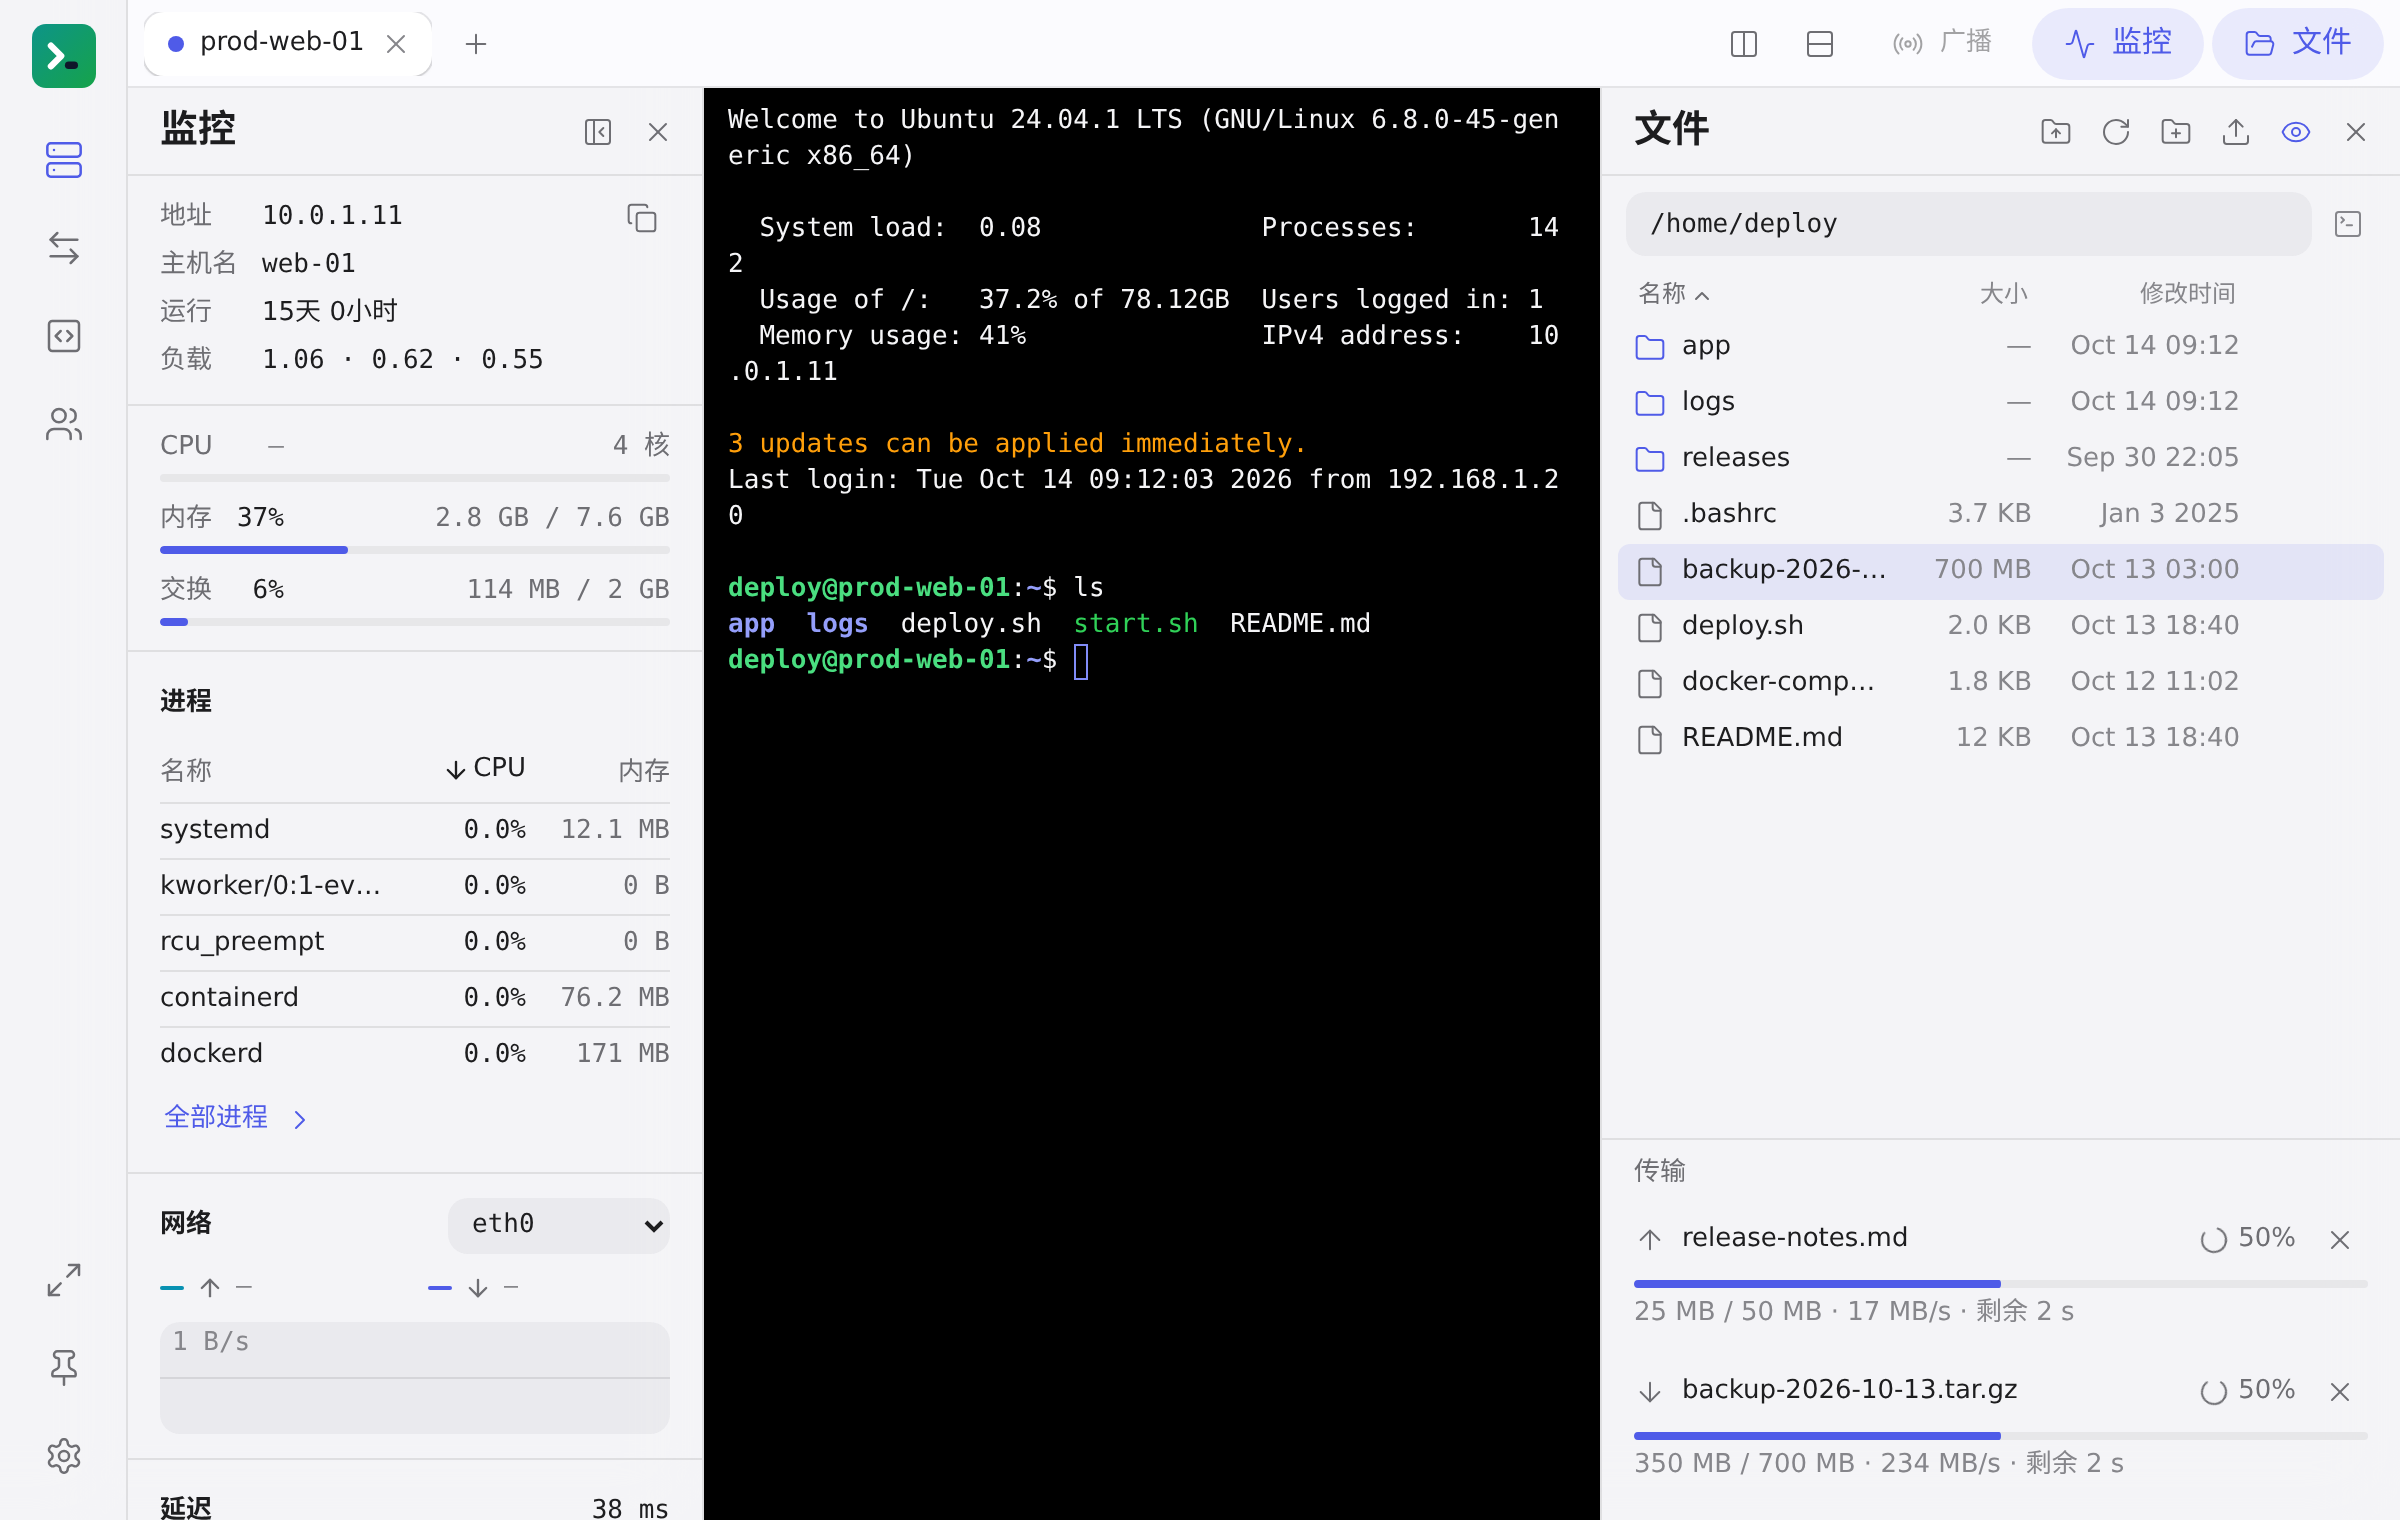 prod-web-01
广播
监控
文件
监控
地址 10.0.1.11
主机名 web-01
运行 15天 0小时
负载 1.06 · 0.62 · 0.55
CPU – 4 核
内存 37% 2.8 GB / 7.6 GB
交换 6% 114 MB / 2 GB
进程
名称 CPU 内存
systemd 0.0% 12.1 MB
kworker/0:1-ev… 0.0% 0 B
rcu_preempt 0.0% 0 B
containerd 0.0% 76.2 MB
dockerd 0.0% 171 MB
全部进程
网络 eth0
– –
1 B/s
延迟 38 ms
Welcome to Ubuntu 24.04.1 LTS (GNU/Linux 6.8.0-45-gen
eric x86_64)
System load: 0.08 Processes: 14
2
Usage of /: 37.2% of 78.12GB Users logged in: 1
Memory usage: 41% IPv4 address: 10
.0.1.11
3 updates can be applied immediately.
Last login: Tue Oct 14 09:12:03 2026 from 192.168.1.2
0
deploy@prod-web-01:~$ ls
app logs deploy.sh start.sh README.md
deploy@prod-web-01:~$
文件
/home/deploy
名称 大小 修改时间
app — Oct 14 09:12
logs — Oct 14 09:12
releases — Sep 30 22:05
.bashrc 3.7 KB Jan 3 2025
backup-2026-… 700 MB Oct 13 03:00
deploy.sh 2.0 KB Oct 13 18:40
docker-comp… 1.8 KB Oct 12 11:02
README.md 12 KB Oct 13 18:40
传输
release-notes.md 50%
25 MB / 50 MB · 17 MB/s · 剩余 2 s
backup-2026-10-13.tar.gz 50%
350 MB / 700 MB · 234 MB/s · 剩余 2 s